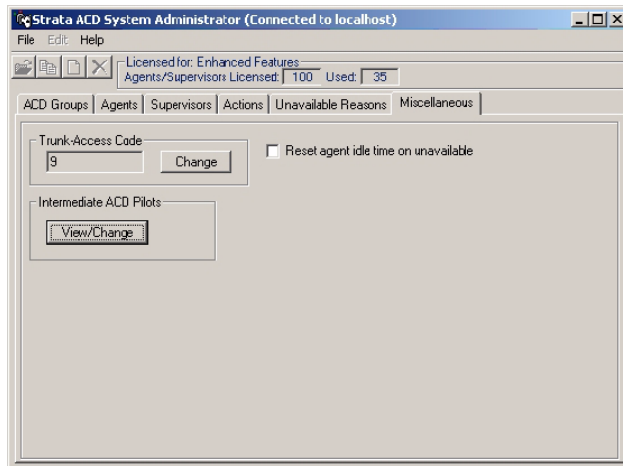 Strata ACD System Administrator (Connected to localhost)
File Edit Help
Licensed for: Enhanced Features
Agents/Supervisors Licensed: 100 Used: 35
ACD Groups Agents Supervisors Actions Unavailable Reasons Miscellaneous
Trunk-Access Code
9 Change
Reset agent idle time on unavailable
Intermediate ACD Pilots
View/Change